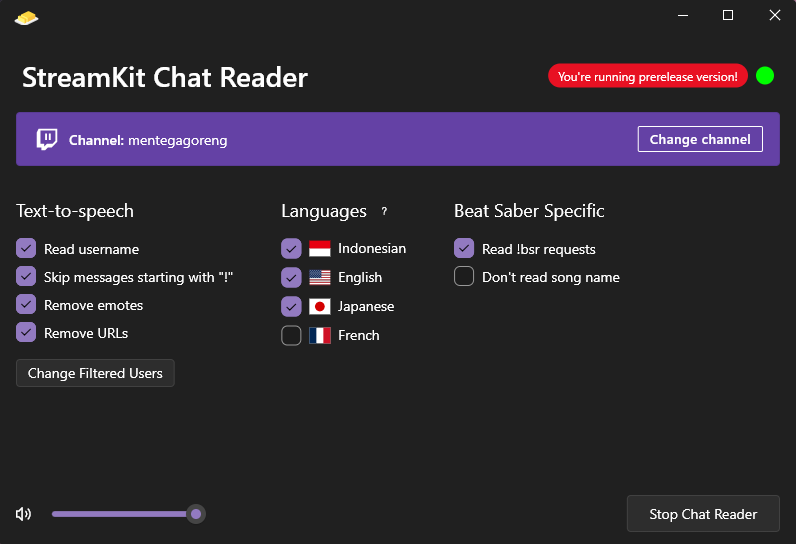 StreamKit Chat Reader
You're running prerelease version!
Channel: mentegagoreng
Change channel
Text-to-speech
Read username
Skip messages starting with "!"
Remove emotes
Remove URLs
Change Filtered Users
Languages ?
Indonesian
English
Japanese
French
Beat Saber Specific
Read !bsr requests
Don't read song name
Stop Chat Reader